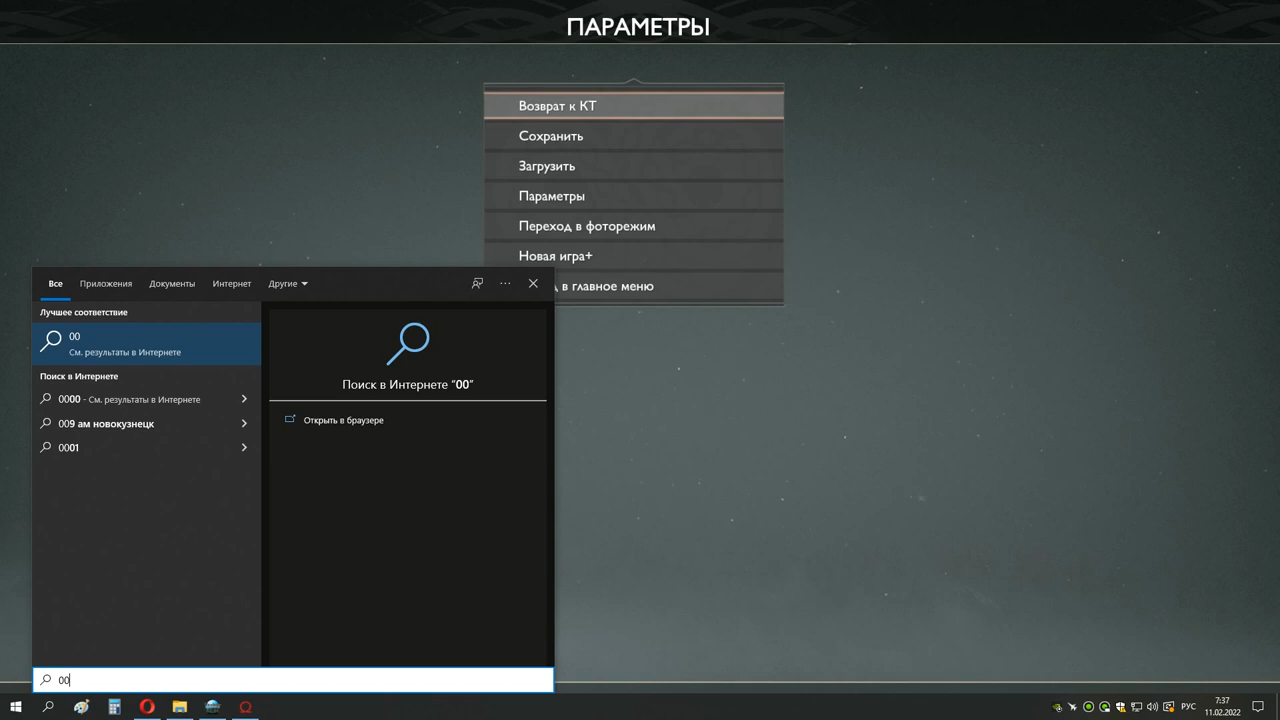 ПАРАМЕТРЫ
Возврат к КТ
Сохранить
Загрузить
Параметры
Переход в фоторежим
Новая игра+
в главное меню
Все Приложения Документы Интернет Другие
Лучшее соответствие
00
См. результаты в Интернете
Поиск в Интернете
0000 - См. результаты в Интернете
009 ам новокузнецк
0001
Поиск в Интернете "00"
Открыть в браузере
00
РУС
7:37
11.02.2022